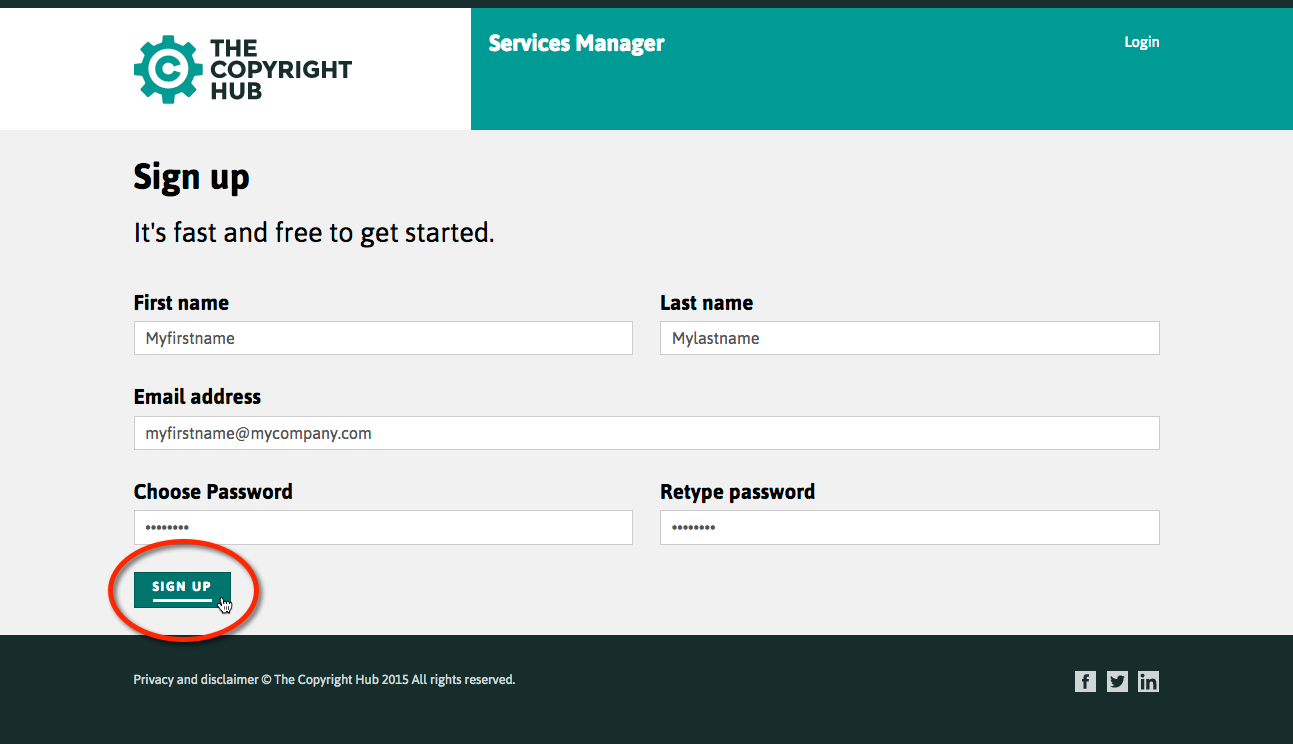 THE
COPYRIGHT
HUB
Services Manager
Login
Sign up
It's fast and free to get started.
First name
Last name
Myfirstname
Mylastname
Email address
myfirstname@mycompany.com
Choose Password
Retype password
••••••••
••••••••
SIGN UP
Privacy and disclaimer © The Copyright Hub 2015 All rights reserved.